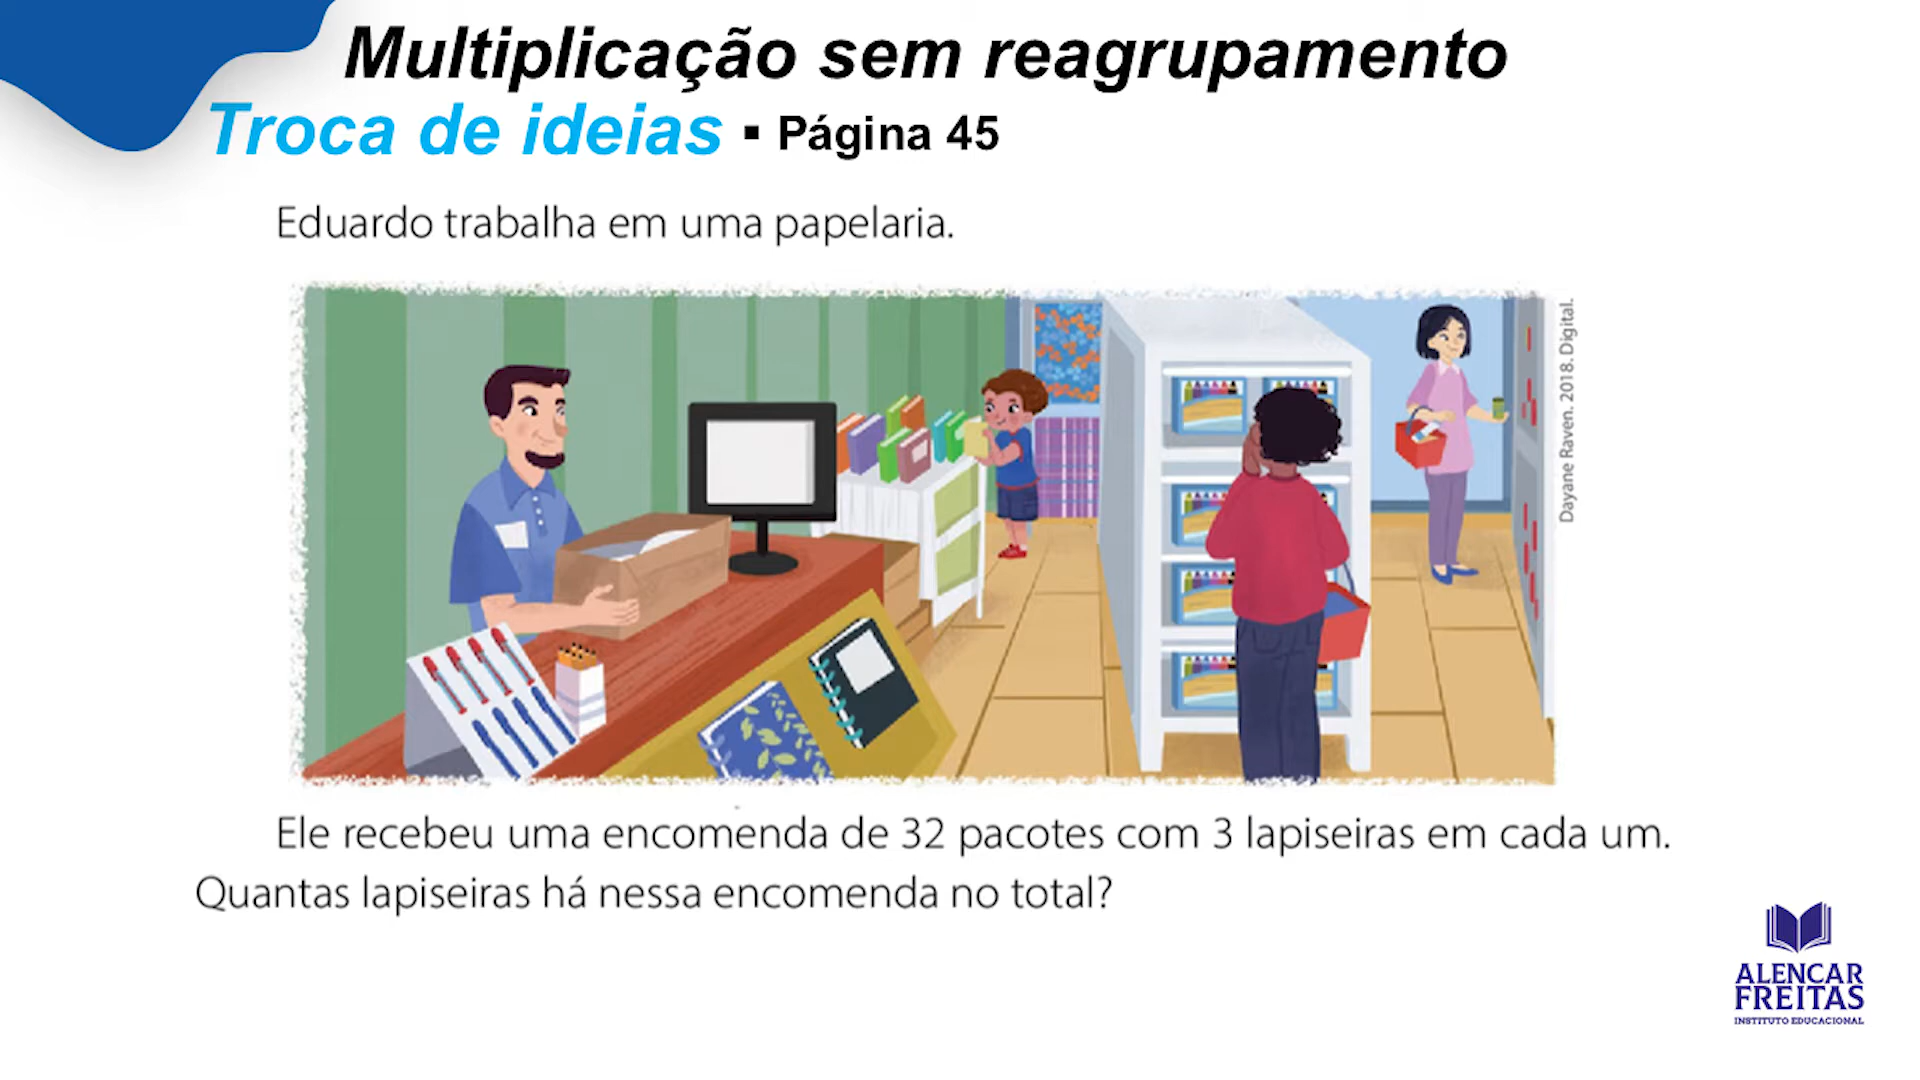 Multiplicação sem reagrupamento
Troca de ideias ▪ Página 45
Eduardo trabalha em uma papelaria.
Dayane Raven. 2018. Digital.
Ele recebeu uma encomenda de 32 pacotes com 3 lapiseiras em cada um.
Quantas lapiseiras há nessa encomenda no total?
ALENCAR
FREITAS
INSTITUTO EDUCACIONAL